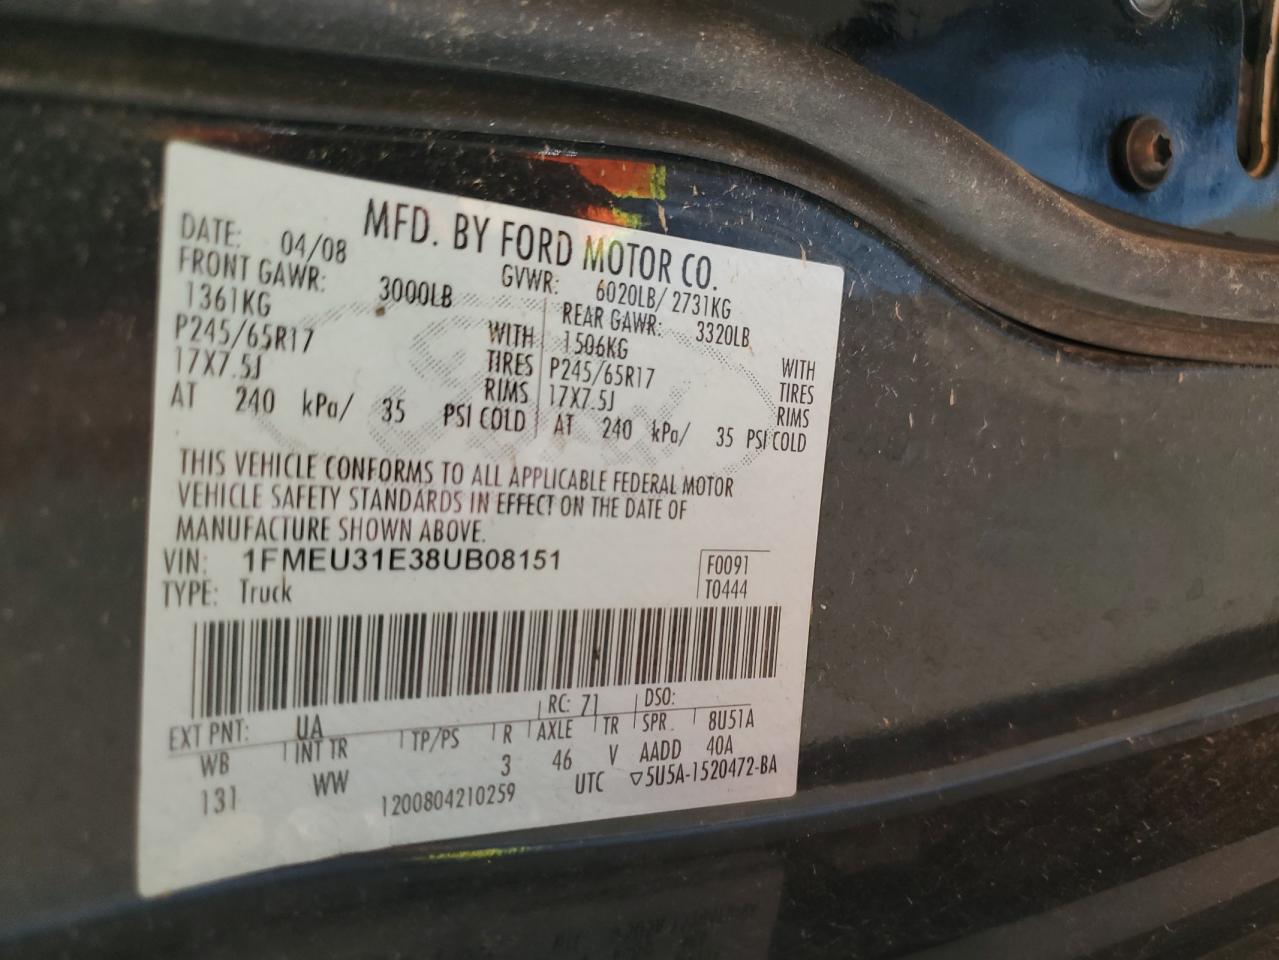 MFD. BY FORD MOTOR CO.
DATE: 04/08 GVWR: 6020LB/ 2731KG
FRONT GAWR: 3000LB REAR GAWR: 3320LB
1361KG WITH 1506KG WITH
P245/65R17 TIRES P245/65R17 TIRES
17X7.5J RIMS 17X7.5J RIMS
AT 240 kPa/ 35 PSI COLD AT 240 kPa/ 35 PSI COLD
THIS VEHICLE CONFORMS TO ALL APPLICABLE FEDERAL MOTOR
VEHICLE SAFETY STANDARDS IN EFFECT ON THE DATE OF
MANUFACTURE SHOWN ABOVE.
VIN: 1FMEU31E38UB08151 F0091
TYPE: Truck T0444
EXT PNT: UA RC: 71 DSO:
WB INT TR TP/PS R AXLE TR SPR. 8U51A
131 WW 3 46 V AADD 40A
1200804210259 UTC ▽5U5A-1520472-BA